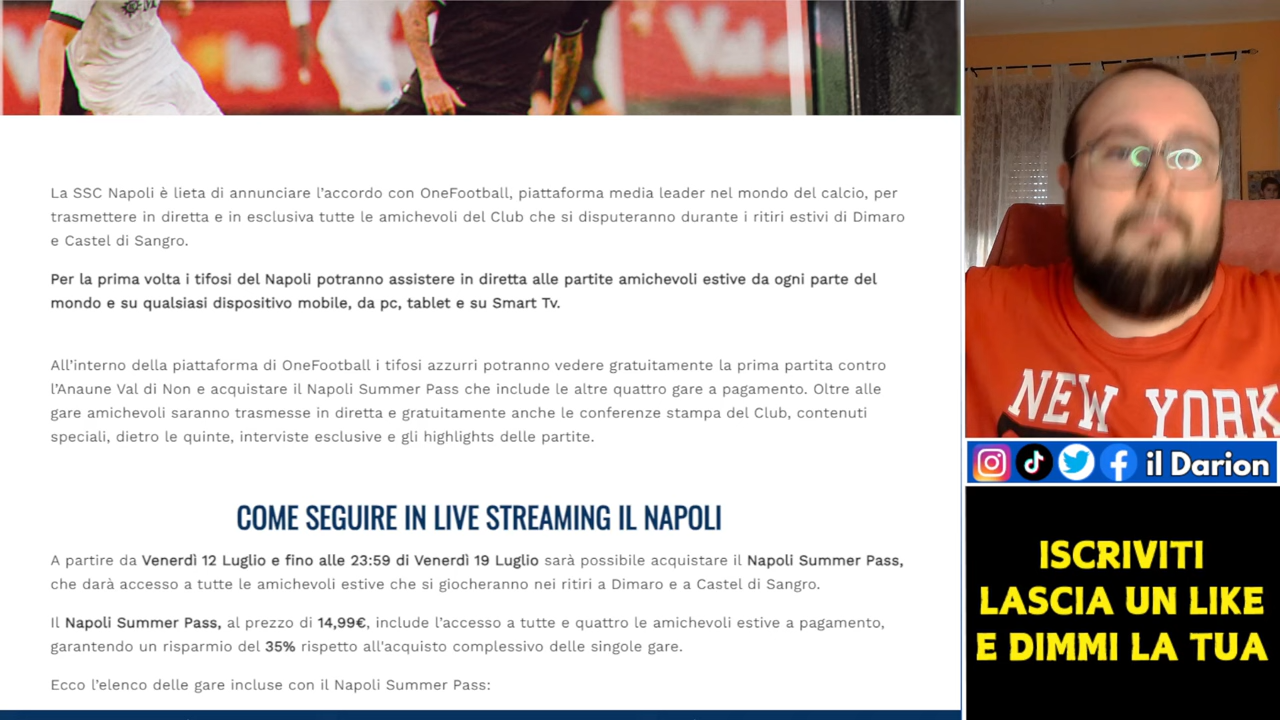 La SSC Napoli è lieta di annunciare l'accordo con OneFootball, piattaforma media leader nel mondo del calcio, per
trasmettere in diretta e in esclusiva tutte le amichevoli del Club che si disputeranno durante i ritiri estivi di Dimaro
e Castel di Sangro.
Per la prima volta i tifosi del Napoli potranno assistere in diretta alle partite amichevoli estive da ogni parte del
mondo e su qualsiasi dispositivo mobile, da pc, tablet e su Smart Tv.
All'interno della piattaforma di OneFootball i tifosi azzurri potranno vedere gratuitamente la prima partita contro
l'Anaune Val di Non e acquistare il Napoli Summer Pass che include le altre quattro gare a pagamento. Oltre alle
gare amichevoli saranno trasmesse in diretta e gratuitamente anche le conferenze stampa del Club, contenuti
speciali, dietro le quinte, interviste esclusive e gli highlights delle partite.
COME SEGUIRE IN LIVE STREAMING IL NAPOLI
A partire da Venerdì 12 Luglio e fino alle 23:59 di Venerdì 19 Luglio sarà possibile acquistare il Napoli Summer Pass,
che darà accesso a tutte le amichevoli estive che si giocheranno nei ritiri a Dimaro e a Castel di Sangro.
Il Napoli Summer Pass, al prezzo di 14,99€, include l'accesso a tutte e quattro le amichevoli estive a pagamento,
garantendo un risparmio del 35% rispetto all'acquisto complessivo delle singole gare.
Ecco l'elenco delle gare incluse con il Napoli Summer Pass:
NEW YORK
il Darion
ISCRIVITI
LASCIA UN LIKE
E DIMMI LA TUA